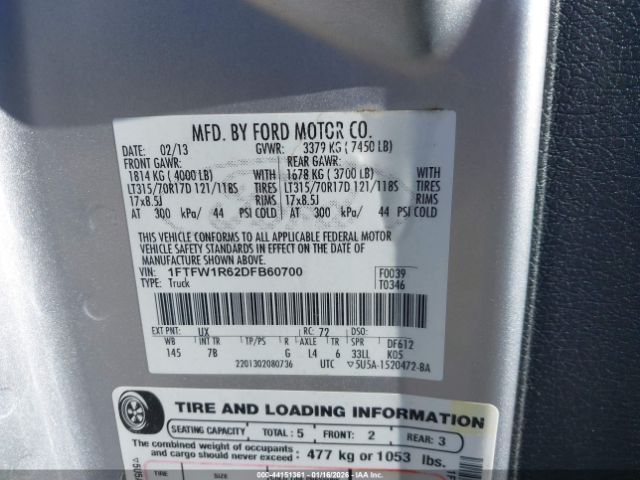 MFD. BY FORD MOTOR CO.
DATE: 02/13 GVWR: 3379 KG (7450 LB)
FRONT GAWR: REAR GAWR:
1814 KG (4000 LB) WITH 1678 KG (3700 LB) WITH
LT315/70R17D 121/118S TIRES LT315/70R17D 121/118S TIRES
17x8.5J RIMS 17x8.5J RIMS
AT 300 kPa/ 44 PSI COLD AT 300 kPa/ 44 PSI COLD
THIS VEHICLE CONFORMS TO ALL APPLICABLE FEDERAL MOTOR
VEHICLE SAFETY STANDARDS IN EFFECT ON THE DATE OF
MANUFACTURE SHOWN ABOVE.
VIN: 1FTFW1R62DFB60700 F0039
TYPE: Truck T0346
EXT PNT: UX RC: 72 DSO:
WB INT TR TP/PS R AXLE TR SPR DF612
145 7B G L4 6 33LL K05
2201302080736 UTC 5U5A-1520472-BA
TIRE AND LOADING INFORMATION
SEATING CAPACITY TOTAL: 5 FRONT: 2 REAR: 3
The combined weight of occupants
and cargo should never exceed: 477 kg or 1053 lbs.
TIRE SIZE
Copart 44151361 | 01/16/2026 | IAA Inc.